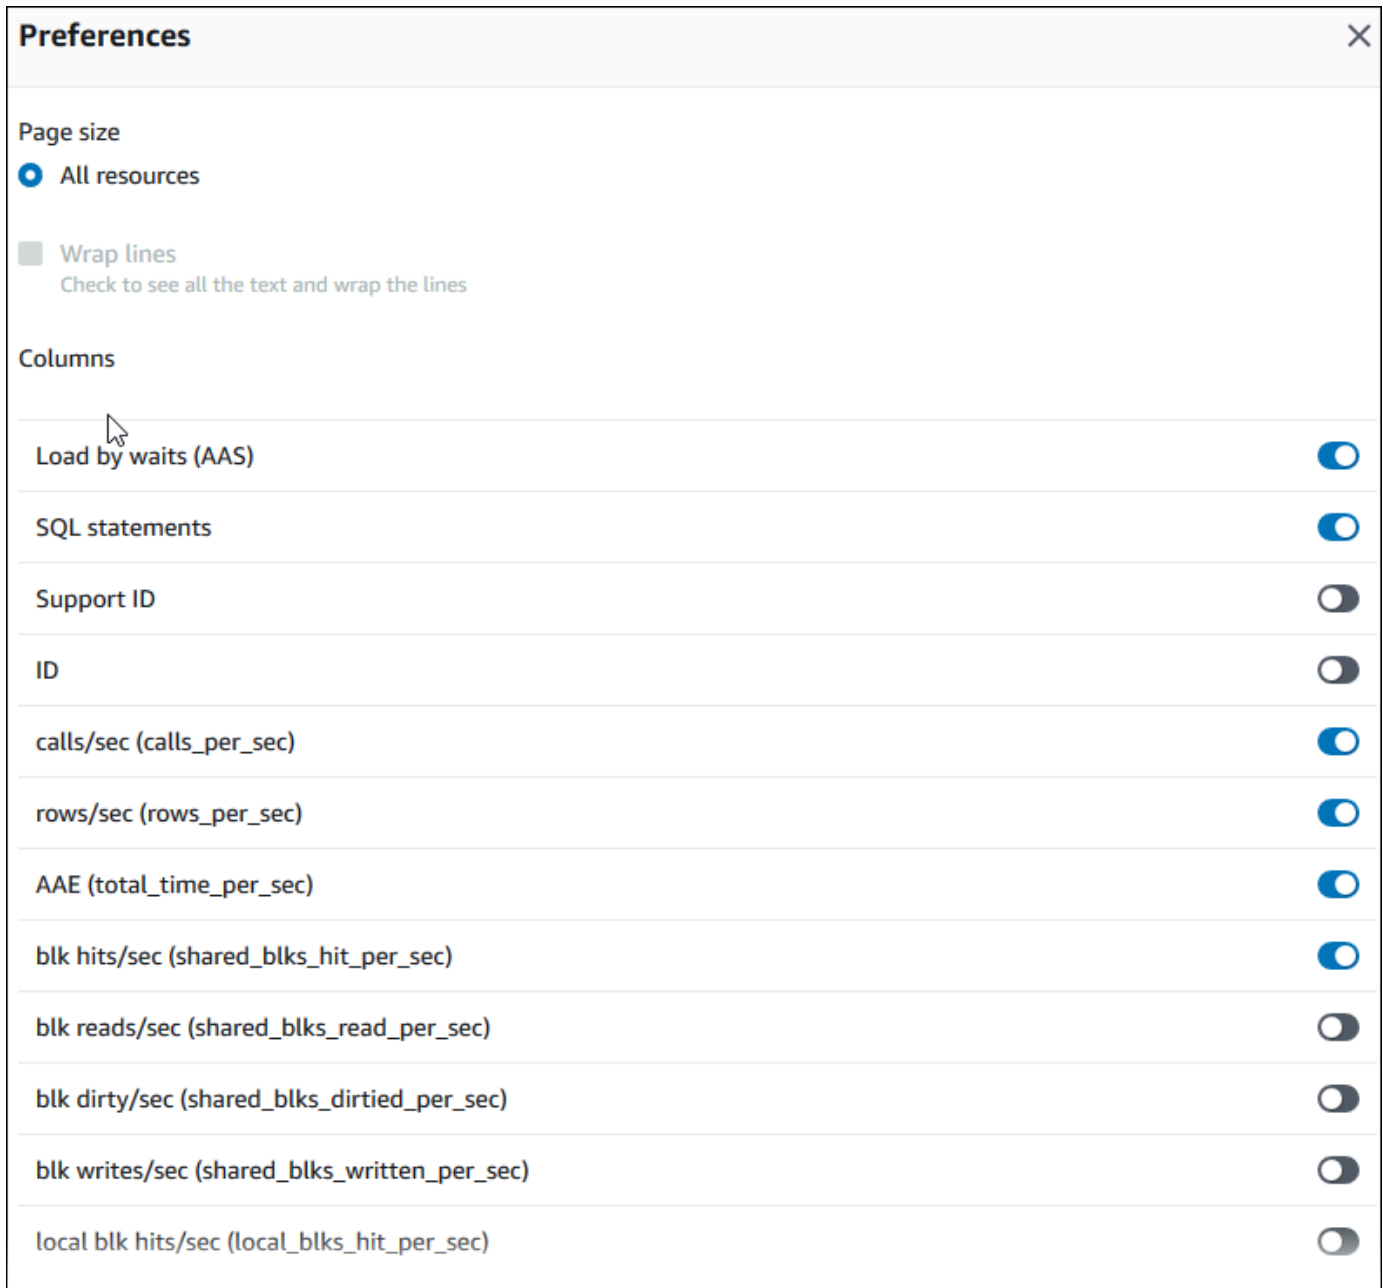 Preferences
Page size
All resources
Wrap lines
Check to see all the text and wrap the lines
Columns
Load by waits (AAS)
SQL statements
Support ID
ID
calls/sec (calls_per_sec)
rows/sec (rows_per_sec)
AAE (total_time_per_sec)
blk hits/sec (shared_blks_hit_per_sec)
blk reads/sec (shared_blks_read_per_sec)
blk dirty/sec (shared_blks_dirtied_per_sec)
blk writes/sec (shared_blks_written_per_sec)
local blk hits/sec (local_blks_hit_per_sec)